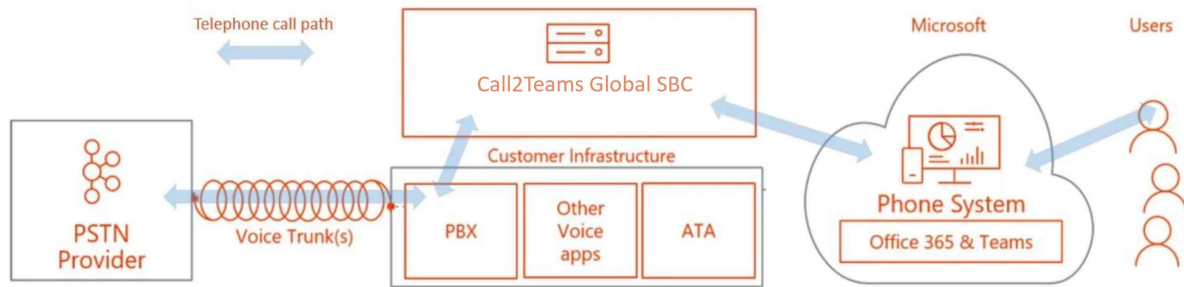 Telephone call path
Microsoft
Users
Call2Teams Global SBC
Customer Infrastructure
PSTN
Provider
Voice Trunk(s)
PBX
Other
Voice
apps
ATA
Phone System
Office 365 & Teams